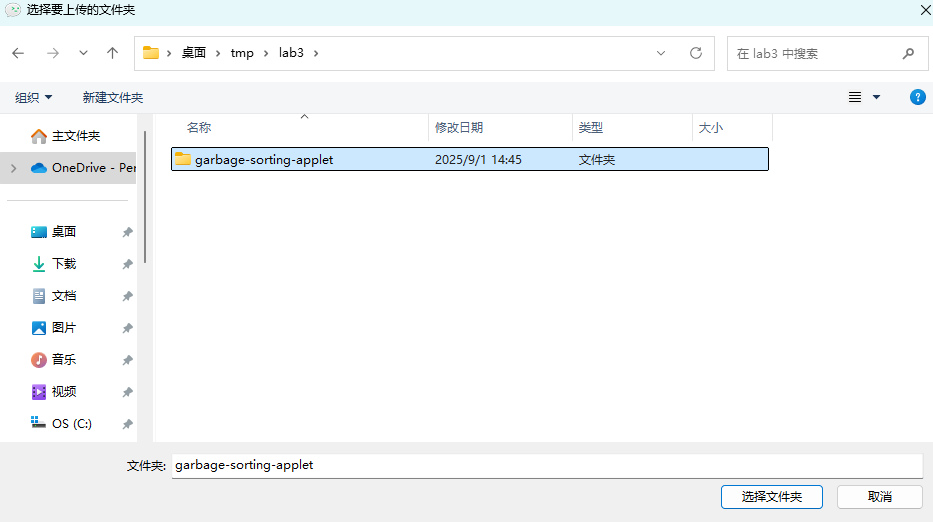 选择要上传的文件夹
桌面 tmp lab3
在 lab3 中搜索
组织 新建文件夹
主文件夹
OneDrive - Per
桌面
下载
文档
图片
音乐
视频
OS (C:)
名称 修改日期 类型 大小
garbage-sorting-applet 2025/9/1 14:45 文件夹
文件夹: garbage-sorting-applet
选择文件夹 取消